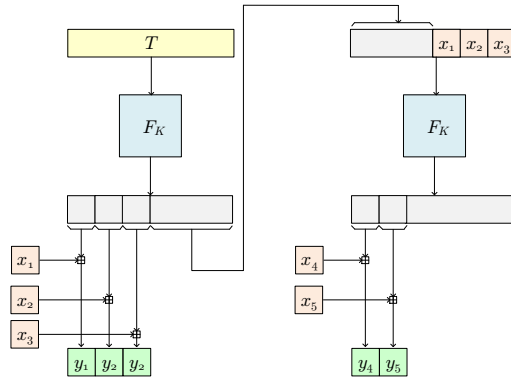 T
x₁ x₂ x₃
F_K
F_K
x₁
x₄
x₂
x₅
x₃
y₁ y₂ y₂
y₄ y₅